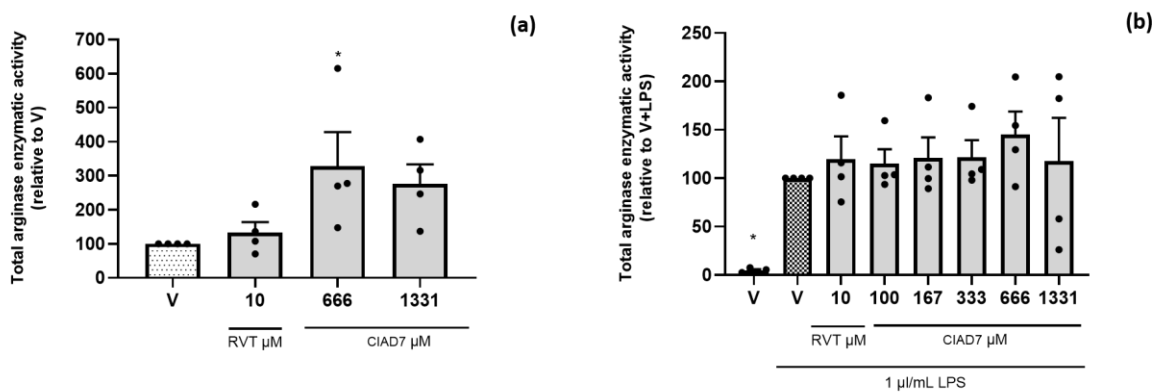 (a)
Total arginase enzymatic activity
(relative to V)
700
600
500
400
300
200
100
0
*
V 10 666 1331
RVT µM CIAD7 µM
(b)
Total arginase enzymatic activity
(relative to V+LPS)
250
200
150
100
50
0
*
V V 10 100 167 333 666 1331
RVT µM CIAD7 µM
1 µl/mL LPS